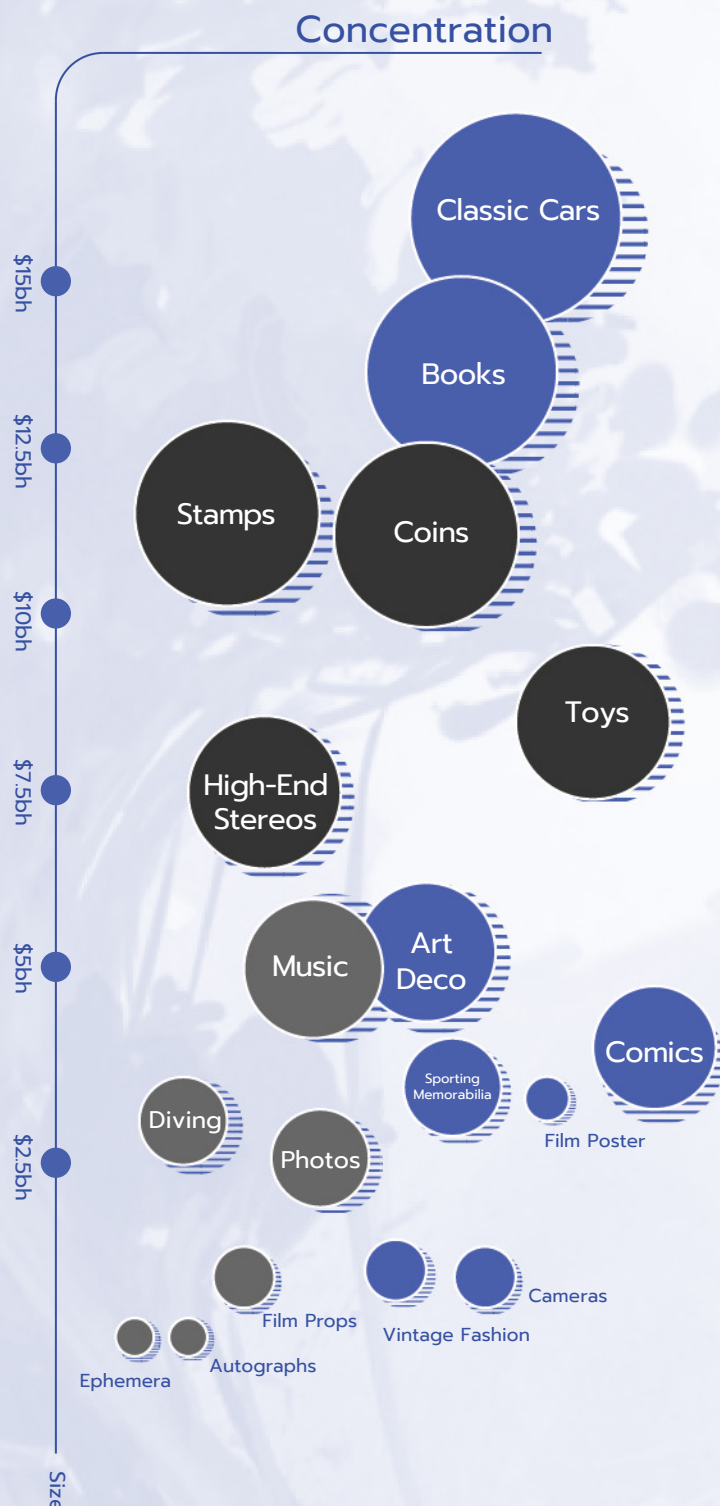 Concentration
Classic Cars
$15bh
Books
$12.5bh
Stamps
Coins
$10bh
Toys
$7.5bh
High-End
Stereos
Art
Deco
Music
$5bh
Comics
Sporting
Memorabilia
Diving
Film Poster
Photos
$2.5bh
Cameras
Film Props
Vintage Fashion
Autographs
Ephemera
Size